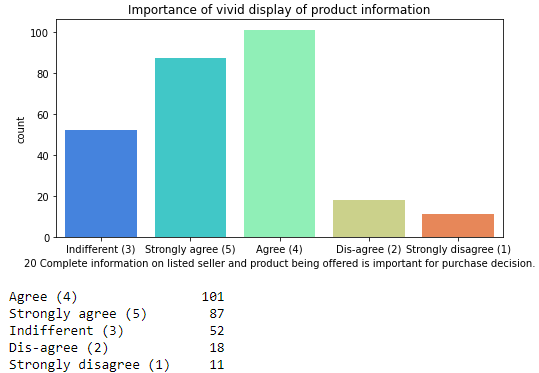 Importance of vivid display of product information
100
80
60
40
20
0
count
Indifferent (3) Strongly agree (5) Agree (4) Dis-agree (2) Strongly disagree (1)
20 Complete information on listed seller and product being offered is important for purchase decision.
Agree (4) 101
Strongly agree (5) 87
Indifferent (3) 52
Dis-agree (2) 18
Strongly disagree (1) 11